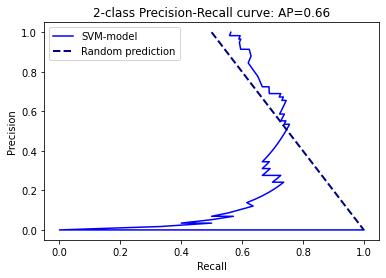 2-class Precision-Recall curve: AP=0.66
SVM-model
Random prediction
Precision
1.0
0.8
0.6
0.4
0.2
0.0
0.0 0.2 0.4 0.6 0.8 1.0
Recall